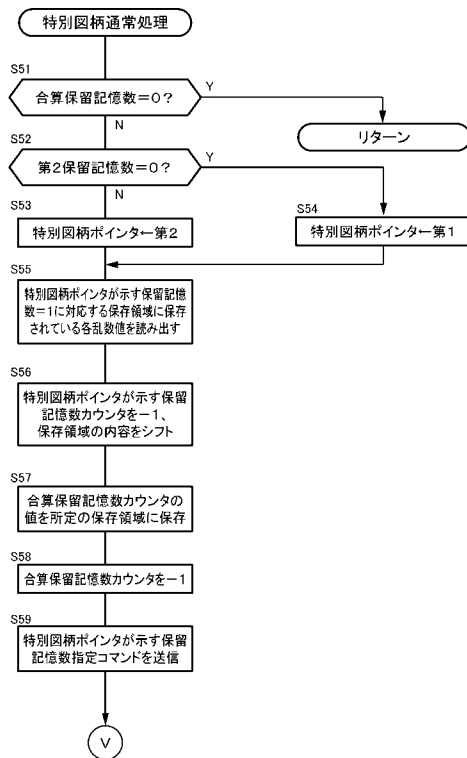 特別図柄通常処理
S51
合算保留記憶数=0?
Y
N
リターン
S52
第2保留記憶数=0?
Y
N
S53
特別図柄ポインタ←第2
S54
特別図柄ポインタ←第1
S55
特別図柄ポインタが示す保留記憶
数=1に対応する保存領域に保存
されている各乱数値を読み出す
S56
特別図柄ポインタが示す保留
記憶数カウンタを-1、
保存領域の内容をシフト
S57
合算保留記憶数カウンタの
値を所定の保存領域に保存
S58
合算保留記憶数カウンタを-1
S59
特別図柄ポインタが示す保留
記憶数指定コマンドを送信
V